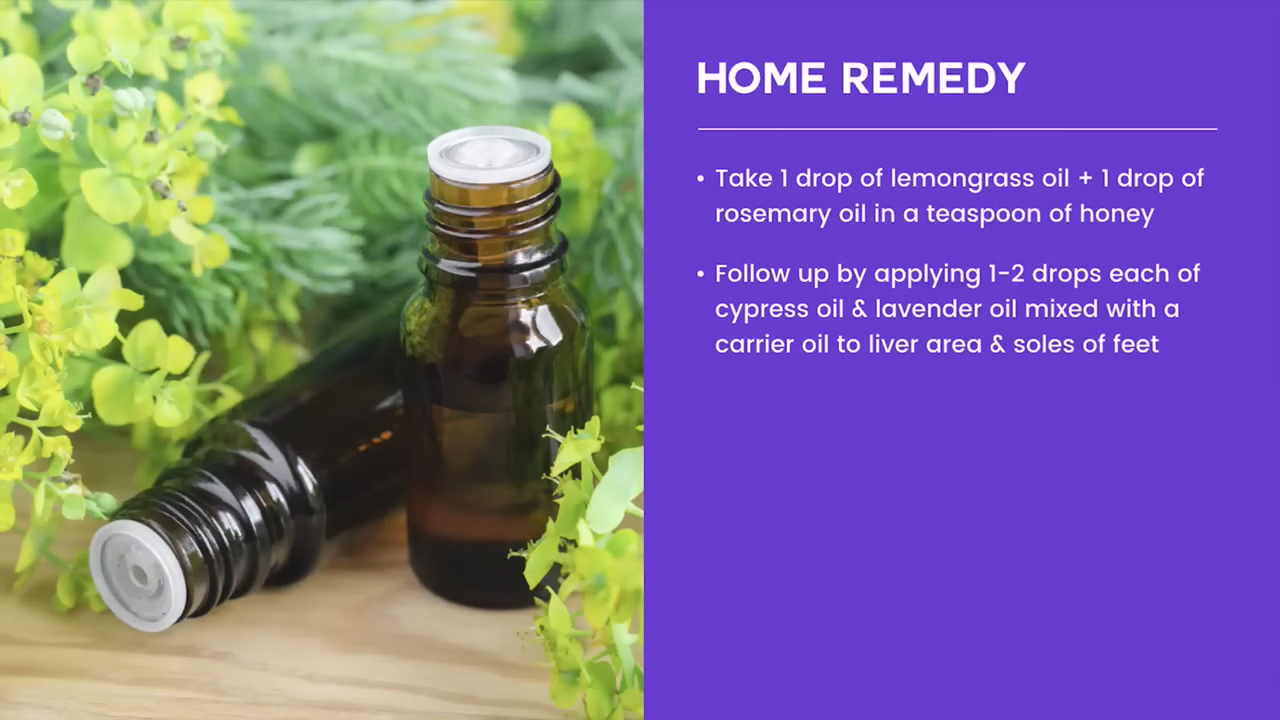 HOME REMEDY
• Take 1 drop of lemongrass oil + 1 drop of
rosemary oil in a teaspoon of honey
• Follow up by applying 1-2 drops each of
cypress oil & lavender oil mixed with a
carrier oil to liver area & soles of feet